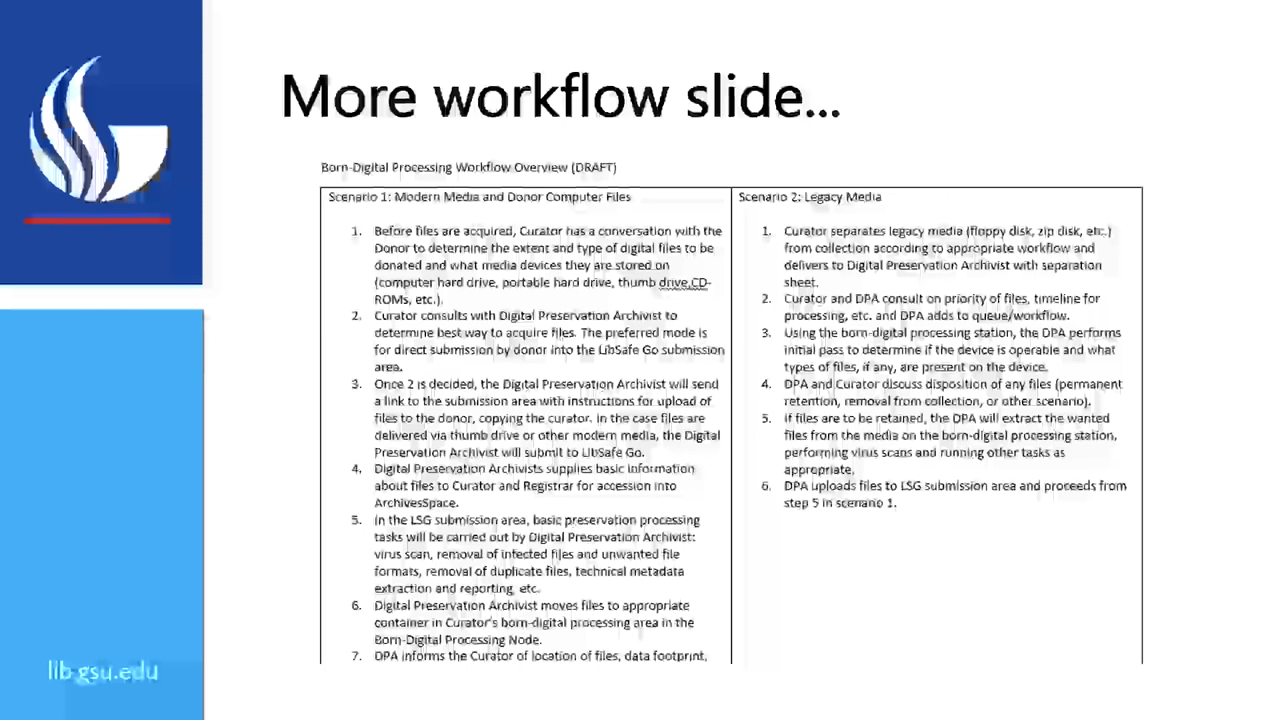 More workflow slide...
Born-Digital Processing Workflow Overview (DRAFT)
Scenario 1: Modern Media and Donor Computer Files
1. Before files are acquired, Curator has a conversation with the
Donor to determine the extent and type of digital files to be
donated and what media devices they are stored on
(computer hard drive, portable hard drive, thumb drive,CD-
ROMs, etc.).
2. Curator consults with Digital Preservation Archivist to
determine best way to acquire files. The preferred mode is
for direct submission by donor into the LibSafe Go submission
area.
3. Once 2 is decided, the Digital Preservation Archivist will send
a link to the submission area with instructions for upload of
files to the donor, copying the curator. In the case files are
delivered via thumb drive or other modern media, the Digital
Preservation Archivist will submit to LibSafe Go.
4. Digital Preservation Archivists supplies basic information
about files to Curator and Registrar for accession into
ArchivesSpace.
5. In the LSG submission area, basic preservation processing
tasks will be carried out by Digital Preservation Archivist:
virus scan, removal of infected files and unwanted file
formats, removal of duplicate files, technical metadata
extraction and reporting, etc.
6. Digital Preservation Archivist moves files to appropriate
container in Curator's born-digital processing area in the
Born-Digital Processing Node.
7. DPA informs the Curator of location of files, data footprint,
Scenario 2: Legacy Media
1. Curator separates legacy media (floppy disk, zip disk, etc.)
from collection according to appropriate workflow and
delivers to Digital Preservation Archivist with separation
sheet.
2. Curator and DPA consult on priority of files, timeline for
processing, etc. and DPA adds to queue/workflow.
3. Using the born-digital processing station, the DPA performs
initial pass to determine if the device is operable and what
types of files, if any, are present on the device.
4. DPA and Curator discuss disposition of any files (permanent
retention, removal from collection, or other scenario).
5. If files are to be retained, the DPA will extract the wanted
files from the media on the born-digital processing station,
performing virus scans and running other tasks as
appropriate.
6. DPA uploads files to LSG submission area and proceeds from
step 5 in scenario 1.
lib.gsu.edu